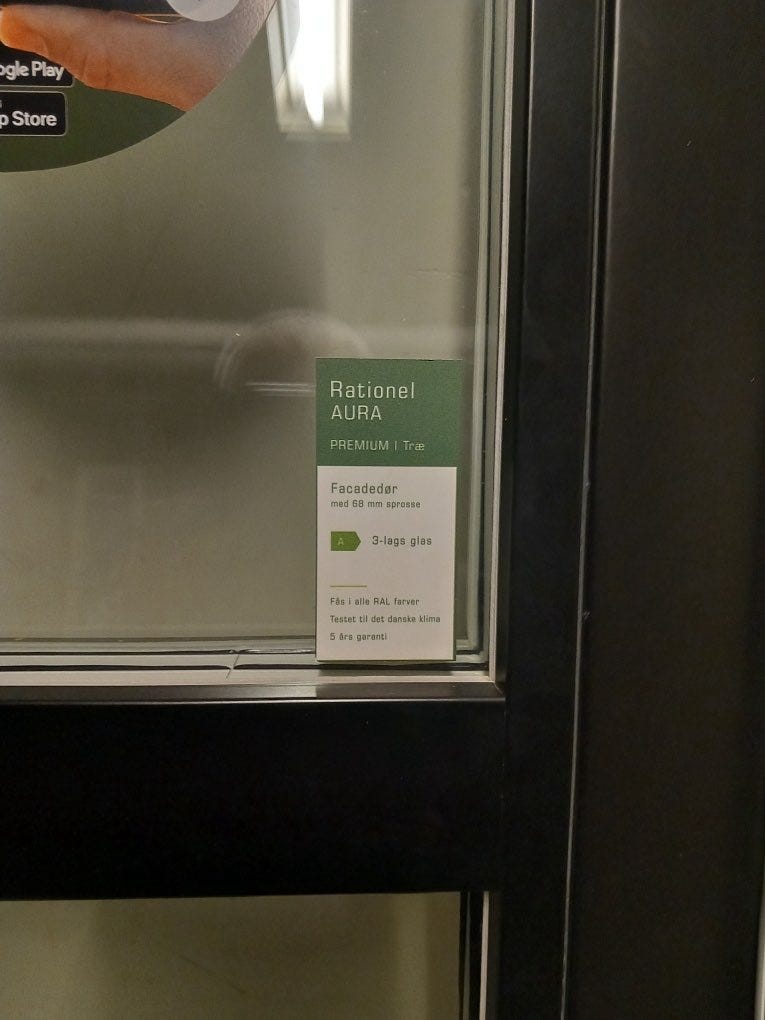 ogle Play
p Store
Rationel
AURA
PREMIUM | Træ
Facadedør
med 68 mm sprosse
A
3-lags glas
Fås i alle RAL farver
Testet til det danske klima
5 års garanti